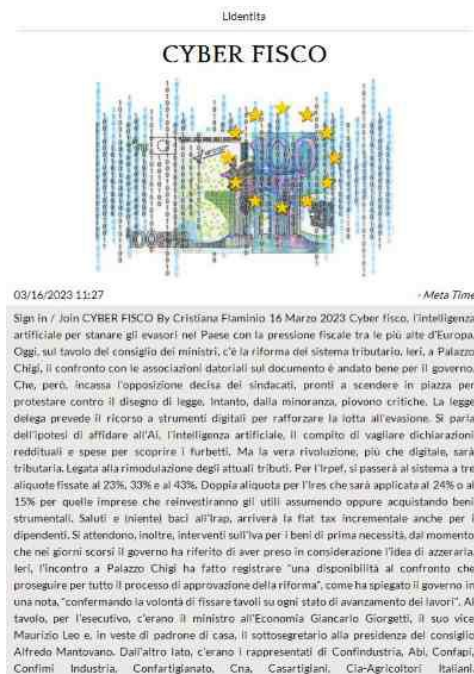 Lidentita
CYBER FISCO
03/16/2023 11:27
- Meta Time
Sign in / Join CYBER FISCO By Cristiana Flaminio 16 Marzo 2023 Cyber fisco, l'intelligenza
artificiale per stanare gli evasori nel Paese con la pressione fiscale tra le più alte d'Europa.
Oggi, sul tavolo del consiglio dei ministri, c'è la riforma del sistema tributario. Ieri, a Palazzo
Chigi, il confronto con le associazioni datoriali sul documento è andato bene per il governo.
Che, però, incassa l'opposizione decisa dei sindacati, pronti a scendere in piazza per
protestare contro il disegno di legge. Intanto, dalla minoranza, piovono critiche. La legge
delega prevede il ricorso a strumenti digitali per rafforzare la lotta all'evasione. Si parla
dell'ipotesi di affidare all'AI, l'intelligenza artificiale, il compito di vagliare dichiarazioni
reddituali e spese per scoprire i furbetti. Ma la vera rivoluzione, più che digitale, sarà
tributaria. Legata alla rimodulazione degli attuali tributi. Per l'Irpef, si passerà al sistema a tre
aliquote fissate al 23%, 33% e al 43%. Doppia aliquota per l'Ires che sarà applicata al 24% o al
15% per quelle imprese che reinvestiranno gli utili assumendo oppure acquistando beni
strumentali. Saluti e (niente) baci all'Irap, arriverà la flat tax incrementale anche per i
dipendenti. Si attendono, inoltre, interventi sull'Iva per i beni di prima necessità, dal momento
che nei giorni scorsi il governo ha riferito di aver preso in considerazione l'idea di azzerarla.
Ieri, l'incontro a Palazzo Chigi ha fatto registrare "una disponibilità al confronto che
proseguire per tutto il processo di approvazione della riforma", come ha spiegato il governo in
una nota, "confermando la volontà di fissare tavoli su ogni stato di avanzamento dei lavori". Al
tavolo, per l'esecutivo, c'erano il ministro all'Economia Giancarlo Giorgetti, il suo vice
Maurizio Leo e, in veste di padrone di casa, il sottosegretario alla presidenza del consiglio
Alfredo Mantovano. Dall'altro lato, c'erano i rappresentati di Confindustria, Abi, Confapi,
Confimi Industria, Confartigianato, Cna, Casartigiani, Cia-Agricoltori Italiani,